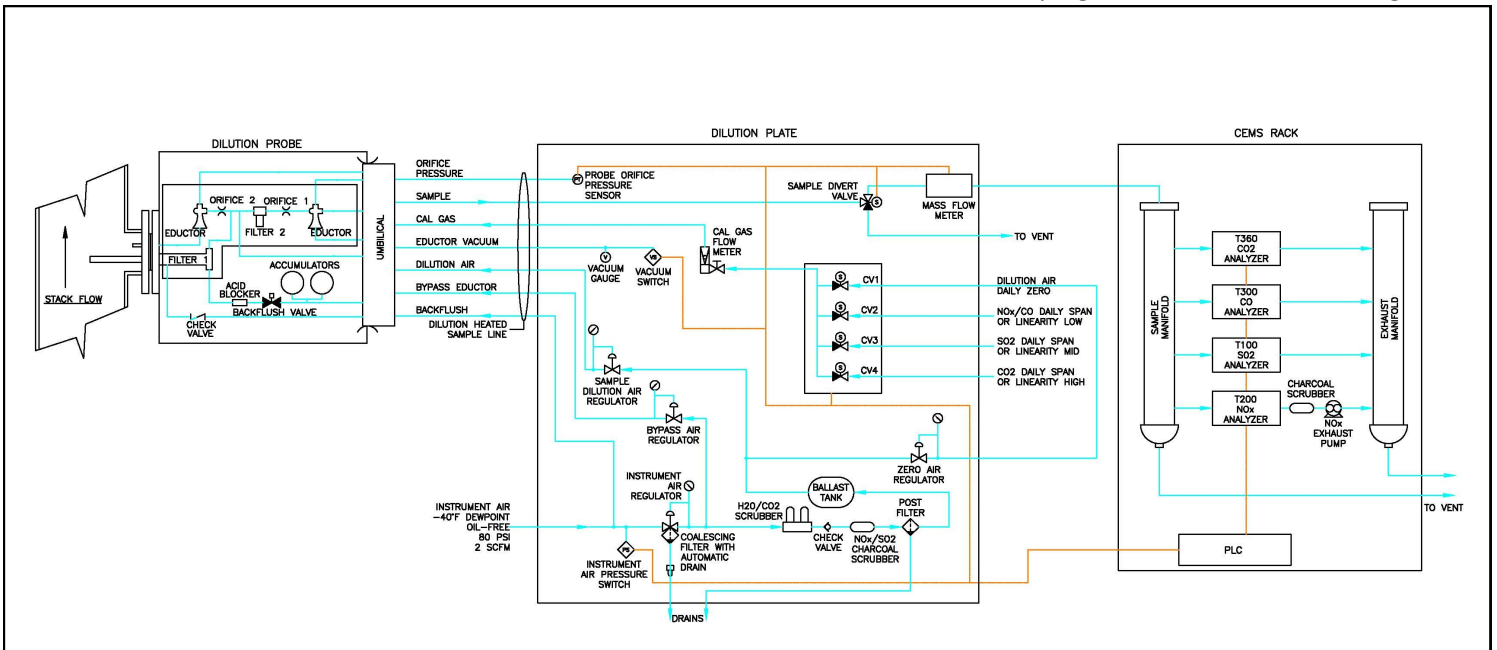 DILUTION PROBE
ORIFICE 2
ORIFICE 1
EDUCTOR
FILTER 2
EDUCTOR
FILTER 1
ACCUMULATORS
ACID
BLOCKER
BACKFLUSH VALVE
CHECK
VALVE
STACK FLOW
UMBILICAL
ORIFICE
PRESSURE
SAMPLE
CAL GAS
EDUCTOR VACUUM
DILUTION AIR
BYPASS EDUCTOR
BACKFLUSH
DILUTION HEATED
SAMPLE LINE
DILUTION PLATE
PT
PROBE ORIFICE
PRESSURE
SENSOR
SAMPLE DIVERT
VALVE
S
MASS FLOW
METER
TO VENT
CAL GAS
FLOW
METER
V
VACUUM
GAUGE
VS
VACUUM
SWITCH
S
CV1
S
CV2
S
CV3
S
CV4
DILUTION AIR
DAILY ZERO
NOx/CO DAILY SPAN
OR LINEARITY LOW
SO2 DAILY SPAN
OR LINEARITY MID
CO2 DAILY SPAN
OR LINEARITY HIGH
SAMPLE
DILUTION AIR
REGULATOR
BYPASS AIR
REGULATOR
ZERO AIR
REGULATOR
INSTRUMENT
AIR
REGULATOR
BALLAST
TANK
POST
FILTER
H20/CO2
SCRUBBER
CHECK
VALVE
NOx/SO2
CHARCOAL
SCRUBBER
INSTRUMENT AIR
-40°F DEWPOINT
OIL-FREE
80 PSI
2 SCFM
COALESCING
FILTER WITH
AUTOMATIC
DRAIN
PS
INSTRUMENT
AIR PRESSURE
SWITCH
DRAINS
CEMS RACK
SAMPLE
MANIFOLD
T360
CO2
ANALYZER
T300
CO
ANALYZER
T100
SO2
ANALYZER
T200
NOx
ANALYZER
CHARCOAL
SCRUBBER
NOx
EXHAUST
PUMP
EXHAUST
MANIFOLD
TO VENT
PLC